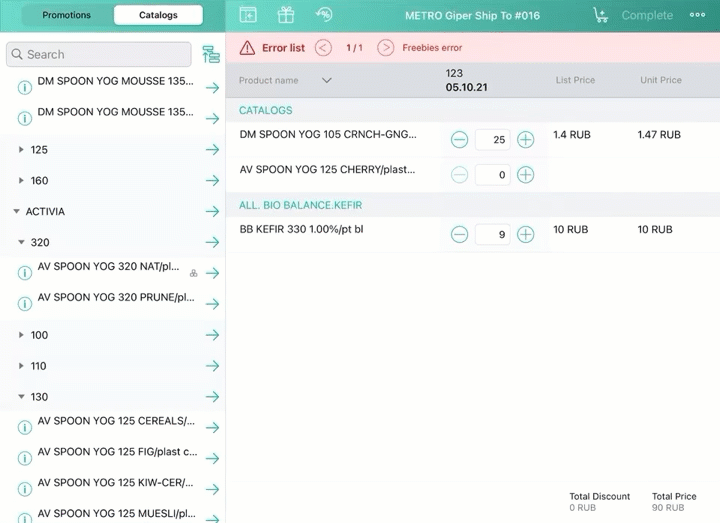 Promotions
Catalogs
METRO Giper Ship To #016
Complete
Search
Error list
1/1
Freebies error
Product name
123
05.10.21
List Price
Unit Price
DM SPOON YOG MOUSSE 135...
DM SPOON YOG MOUSSE 135...
125
160
ACTIVIA
320
AV SPOON YOG 320 NAT/pl...
AV SPOON YOG 320 PRUNE/pl...
100
110
130
AV SPOON YOG 125 CEREALS/...
AV SPOON YOG 125 FIG/plast c...
AV SPOON YOG 125 KIW-CER/...
AV SPOON YOG 125 MUESLI/pl...
CATALOGS
DM SPOON YOG 105 CRNCH-GNG...
25
1.4 RUB
1.47 RUB
AV SPOON YOG 125 CHERRY/plast...
0
ALL. BIO BALANCE.KEFIR
BB KEFIR 330 1.00%/pt bl
9
10 RUB
10 RUB
Total Discount
0 RUB
Total Price
90 RUB